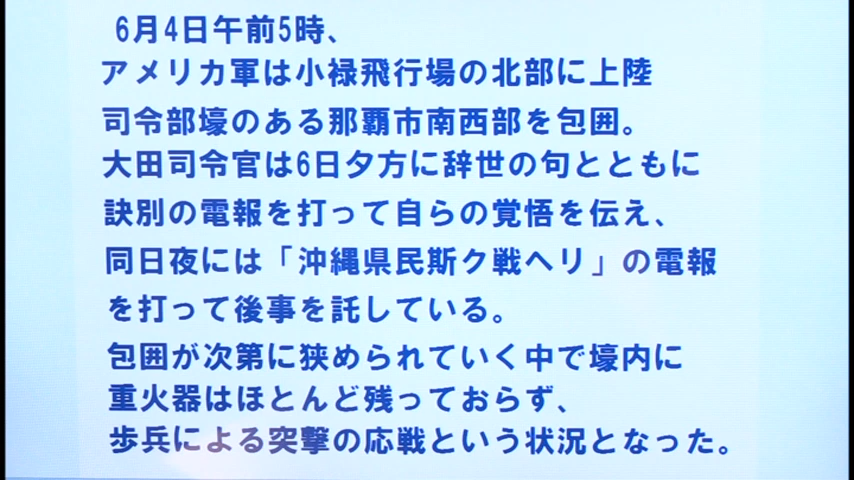 6月4日午前5時、
アメリカ軍は小禄飛行場の北部に上陸
司令部壕のある那覇市南西部を包囲。
大田司令官は6日夕方に辞世の句とともに
訣別の電報を打って自らの覚悟を伝え、
同日夜には「沖縄県民斯ク戦ヘリ」の電報
を打って後事を託している。
包囲が次第に狭められていく中で壕内に
重火器はほとんど残っておらず、
歩兵による突撃の応戦という状況となった。